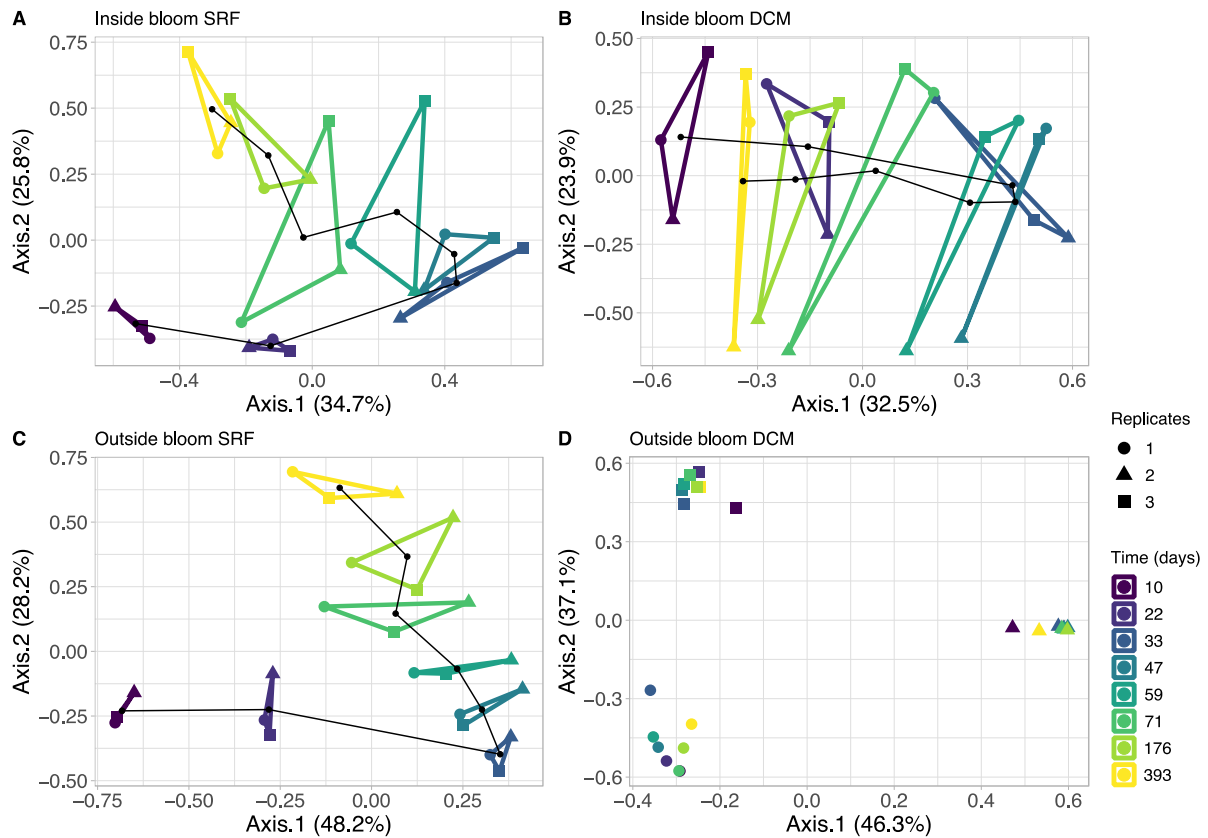 A
Inside bloom SRF
0.75
0.50
0.25
0.00
−0.25
Axis.2 (25.8%)
−0.4
0.0
0.4
Axis.1 (34.7%)
B
Inside bloom DCM
0.50
0.25
0.00
−0.25
−0.50
Axis.2 (23.9%)
−0.6
−0.3
0.0
0.3
0.6
Axis.1 (32.5%)
C
Outside bloom SRF
0.75
0.50
0.25
0.00
−0.25
−0.50
Axis.2 (28.2%)
−0.75
−0.50
−0.25
0.00
0.25
Axis.1 (48.2%)
D
Outside bloom DCM
0.6
0.3
0.0
−0.3
−0.6
Axis.2 (37.1%)
−0.4
−0.2
0.0
0.2
0.4
0.6
Axis.1 (46.3%)
Replicates
1
2
3
Time (days)
10
22
33
47
59
71
176
393